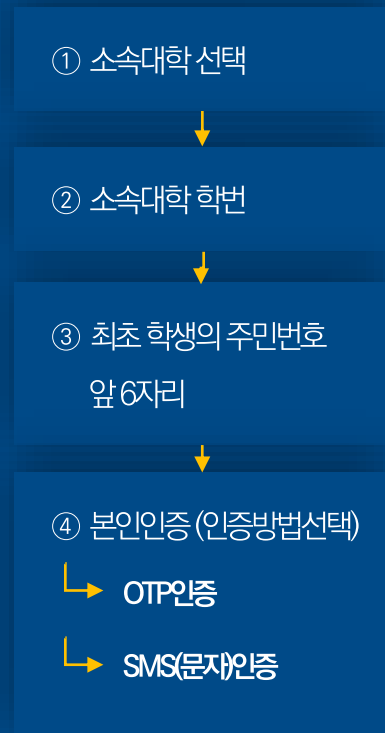 ① 소속대학 선택
② 소속대학 학번
③ 최초 학생의 주민번호
앞 6자리
④ 본인인증 (인증방법선택)
OTP인증
SMS(문자)인증